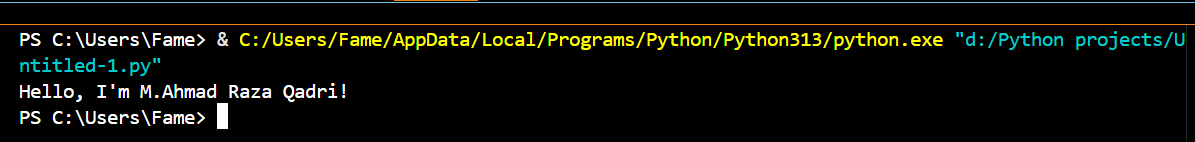 PS C:\Users\Fame> & C:/Users/Fame/AppData/Local/Programs/Python/Python313/python.exe "d:/Python projects/U
ntitled-1.py"
Hello, I'm M.Ahmad Raza Qadri!
PS C:\Users\Fame>